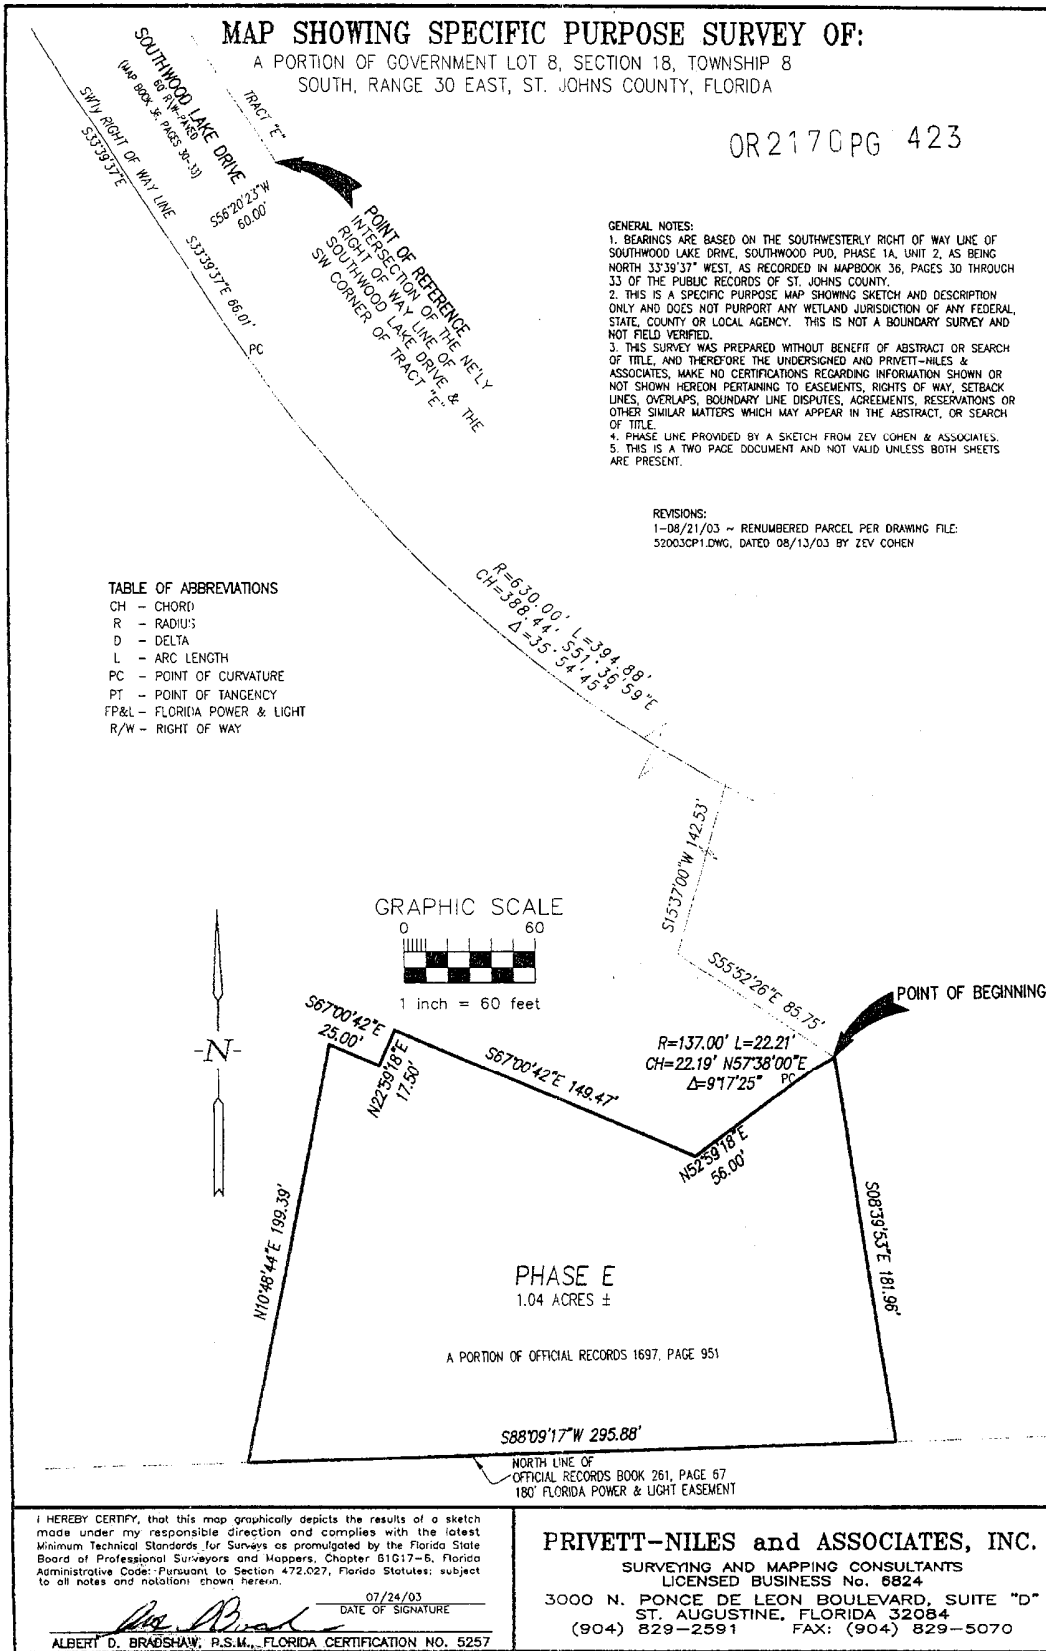 MAP SHOWING SPECIFIC PURPOSE SURVEY OF:
A PORTION OF GOVERNMENT LOT 8, SECTION 18, TOWNSHIP 8
SOUTH, RANGE 30 EAST, ST. JOHNS COUNTY, FLORIDA
OR2170PG 423
SOUTHWOOD LAKE DRIVE
60' R/W-PAVED
(MAP BOOK 36, PAGES 30-33)
TRACT "E"
SW'ly RIGHT OF WAY LINE
S33°39'37"E
S56°20'23"W
60.00'
S33°39'37"E 66.01'
PC
POINT OF REFERENCE
INTERSECTION OF THE NE'LY
RIGHT OF WAY LINE OF
SOUTHWOOD LAKE DRIVE & THE
SW CORNER OF TRACT "E"
GENERAL NOTES:
1. BEARINGS ARE BASED ON THE SOUTHWESTERLY RIGHT OF WAY LINE OF
SOUTHWOOD LAKE DRIVE, SOUTHWOOD PUD, PHASE 1A, UNIT 2, AS BEING
NORTH 33°39'37" WEST, AS RECORDED IN MAPBOOK 36, PAGES 30 THROUGH
33 OF THE PUBLIC RECORDS OF ST. JOHNS COUNTY.
2. THIS IS A SPECIFIC PURPOSE MAP SHOWING SKETCH AND DESCRIPTION
ONLY AND DOES NOT PURPORT ANY WETLAND JURISDICTION OF ANY FEDERAL,
STATE, COUNTY OR LOCAL AGENCY. THIS IS NOT A BOUNDARY SURVEY AND
NOT FIELD VERIFIED.
3. THIS SURVEY WAS PREPARED WITHOUT BENEFIT OF ABSTRACT OR SEARCH
OF TITLE, AND THEREFORE THE UNDERSIGNED AND PRIVETT-NILES &
ASSOCIATES, MAKE NO CERTIFICATIONS REGARDING INFORMATION SHOWN OR
NOT SHOWN HEREON PERTAINING TO EASEMENTS, RIGHTS OF WAY, SETBACK
LINES, OVERLAPS, BOUNDARY LINE DISPUTES, AGREEMENTS, RESERVATIONS OR
OTHER SIMILAR MATTERS WHICH MAY APPEAR IN THE ABSTRACT, OR SEARCH
OF TITLE.
4. PHASE LINE PROVIDED BY A SKETCH FROM ZEV COHEN & ASSOCIATES.
5. THIS IS A TWO PAGE DOCUMENT AND NOT VALID UNLESS BOTH SHEETS
ARE PRESENT.
REVISIONS:
1-08/21/03 ~ RENUMBERED PARCEL PER DRAWING FILE:
52003CP1.DWG, DATED 08/13/03 BY ZEV COHEN
TABLE OF ABBREVIATIONS
CH - CHORD
R - RADIUS
D - DELTA
L - ARC LENGTH
PC - POINT OF CURVATURE
PT - POINT OF TANGENCY
FP&L - FLORIDA POWER & LIGHT
R/W - RIGHT OF WAY
R=630.00' L=394.88'
CH=388.44' S51°36'59"E
Δ=35°54'45"
S15°37'00"W 142.53'
GRAPHIC SCALE
0 60
1 inch = 60 feet
S55°52'26"E 85.75'
POINT OF BEGINNING
-N-
S67°00'42"E
25.00'
N22°59'18"E
17.50'
S67°00'42"E 149.47'
R=137.00' L=22.21'
CH=22.19' N57°38'00"E
Δ=9°17'25" PC
N52°59'18"E
56.00'
N10°48'44"E 199.39'
S08°39'53"E 181.96'
PHASE E
1.04 ACRES ±
A PORTION OF OFFICIAL RECORDS 1697, PAGE 951
S88°09'17"W 295.88'
NORTH LINE OF
OFFICIAL RECORDS BOOK 261, PAGE 67
180' FLORIDA POWER & LIGHT EASEMENT
I HEREBY CERTIFY, that this map graphically depicts the results of a sketch
made under my responsible direction and complies with the latest
Minimum Technical Standards for Surveys as promulgated by the Florida State
Board of Professional Surveyors and Mappers, Chapter 61G17-6, Florida
Administrative Code: Pursuant to Section 472.027, Florida Statutes; subject
to all notes and notations shown hereon.
07/24/03
DATE OF SIGNATURE
ALBERT D. BRADSHAW, P.S.M., FLORIDA CERTIFICATION NO. 5257
PRIVETT-NILES and ASSOCIATES, INC.
SURVEYING AND MAPPING CONSULTANTS
LICENSED BUSINESS No. 6824
3000 N. PONCE DE LEON BOULEVARD, SUITE "D"
ST. AUGUSTINE, FLORIDA 32084
(904) 829-2591 FAX: (904) 829-5070